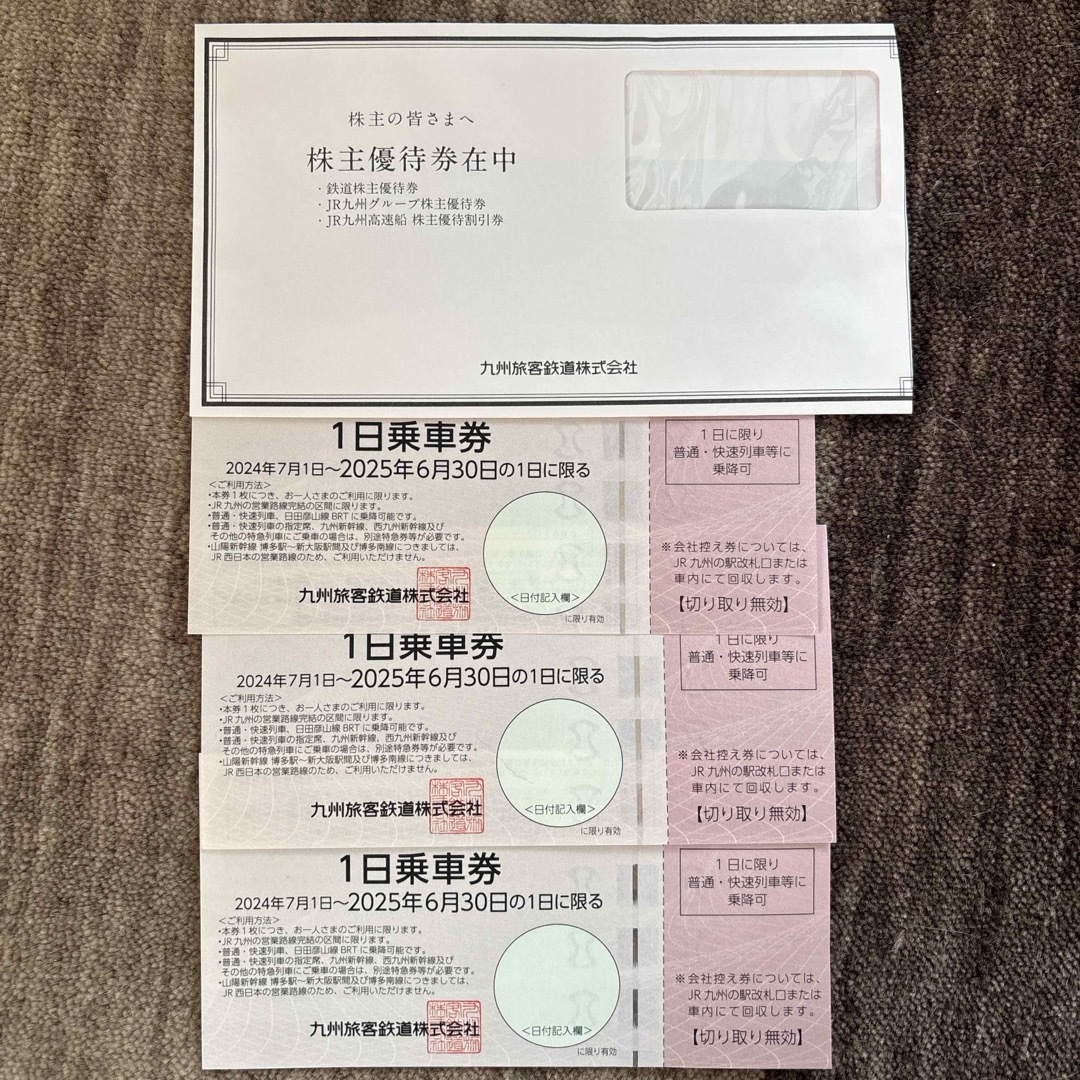 株主の皆さまへ
株主優待券在中
・鉄道株主優待券
・JR九州グループ株主優待券
・JR九州高速船 株主優待割引券
九州旅客鉄道株式会社
1日乗車券
2024年7月1日～2025年6月30日の1日に限る
<ご利用方法>
・本券1枚につき、お一人さまのご利用に限ります。
・JR九州の営業路線完結の区間に限ります。
・普通・快速列車、日田彦山線BRTに乗降可能です。
・普通・快速列車の指定席、九州新幹線、西九州新幹線及び
その他の特急列車にご乗車の場合は、別途特急券等が必要です。
・山陽新幹線 博多駅～新大阪駅間及び博多南線につきましては、
JR西日本の営業路線のため、ご利用いただけません。
九州旅客鉄道株式会社
<日付記入欄>
に限り有効
1日に限り
普通・快速列車等に
乗降可
※会社控え券については、
JR九州の駅改札口または
車内にて回収します。
【切り取り無効】
1日乗車券
2024年7月1日～2025年6月30日の1日に限る
<ご利用方法>
・本券1枚につき、お一人さまのご利用に限ります。
・JR九州の営業路線完結の区間に限ります。
・普通・快速列車、日田彦山線BRTに乗降可能です。
・普通・快速列車の指定席、九州新幹線、西九州新幹線及び
その他の特急列車にご乗車の場合は、別途特急券等が必要です。
・山陽新幹線 博多駅～新大阪駅間及び博多南線につきましては、
JR西日本の営業路線のため、ご利用いただけません。
九州旅客鉄道株式会社
<日付記入欄>
に限り有効
1日に限り
普通・快速列車等に
乗降可
※会社控え券については、
JR九州の駅改札口または
車内にて回収します。
【切り取り無効】
1日乗車券
2024年7月1日～2025年6月30日の1日に限る
<ご利用方法>
・本券1枚につき、お一人さまのご利用に限ります。
・JR九州の営業路線完結の区間に限ります。
・普通・快速列車、日田彦山線BRTに乗降可能です。
・普通・快速列車の指定席、九州新幹線、西九州新幹線及び
その他の特急列車にご乗車の場合は、別途特急券等が必要です。
・山陽新幹線 博多駅～新大阪駅間及び博多南線につきましては、
JR西日本の営業路線のため、ご利用いただけません。
九州旅客鉄道株式会社
<日付記入欄>
に限り有効
1日に限り
普通・快速列車等に
乗降可
※会社控え券については、
JR九州の駅改札口または
車内にて回収します。
【切り取り無効】